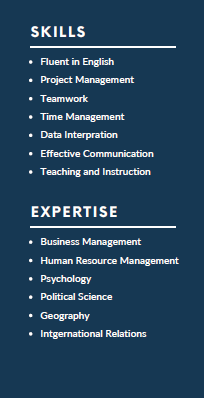 SKILLS
• Fluent in English
• Project Management
• Teamwork
• Time Management
• Data Interpration
• Effective Communication
• Teaching and Instruction
EXPERTISE
• Business Management
• Human Resource Management
• Psychology
• Political Science
• Geography
• Intgernational Relations